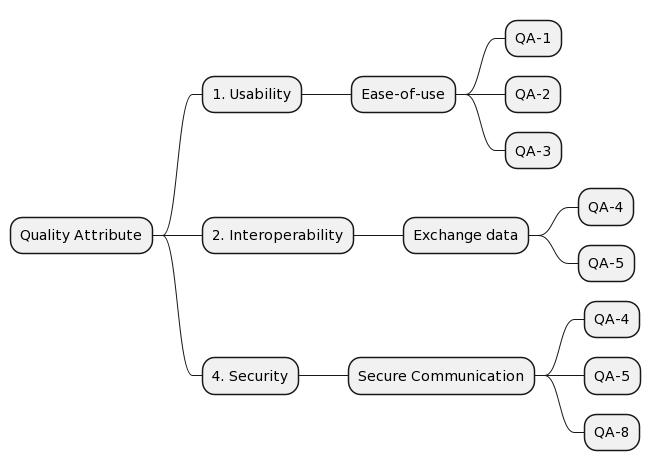 Quality Attribute
1. Usability
Ease-of-use
QA-1
QA-2
QA-3
2. Interoperability
Exchange data
QA-4
QA-5
4. Security
Secure Communication
QA-4
QA-5
QA-8